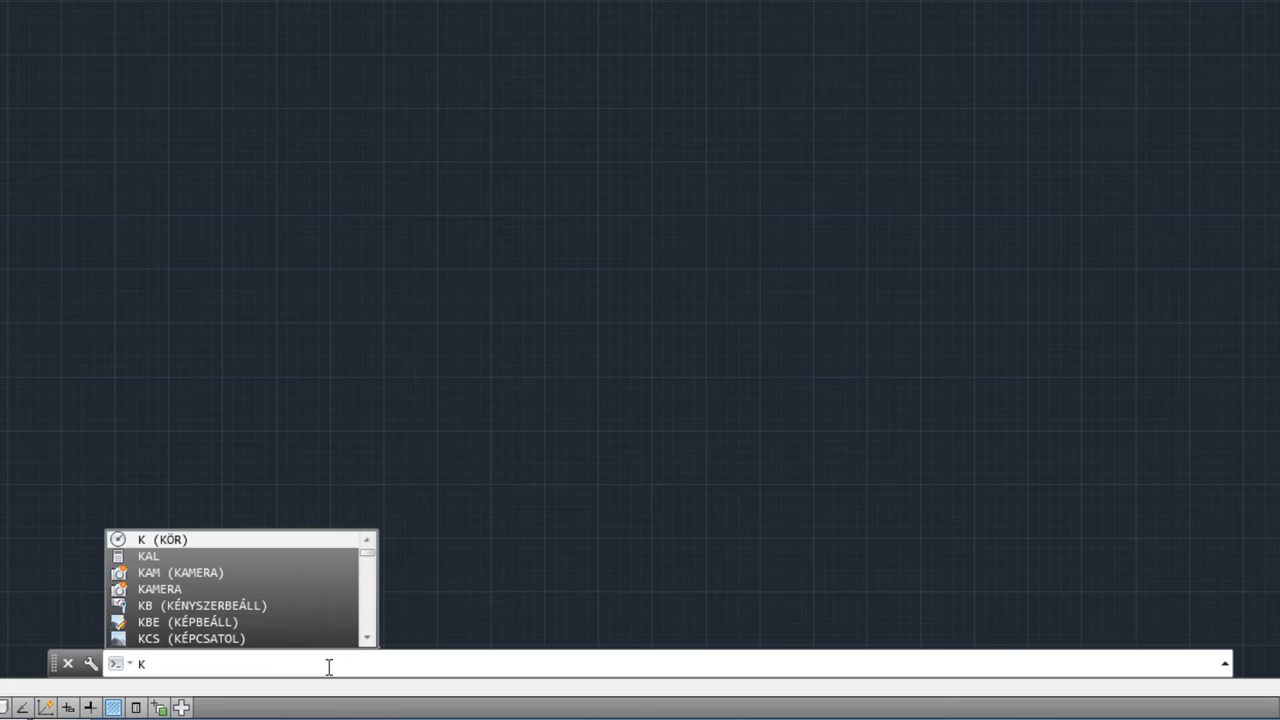 K (KÖR)
KAL
KAM (KAMERA)
KAMERA
KB (KÉNYSZERBEÁLL)
KBE (KÉPBEÁLL)
KCS (KÉPCSATOL)
K